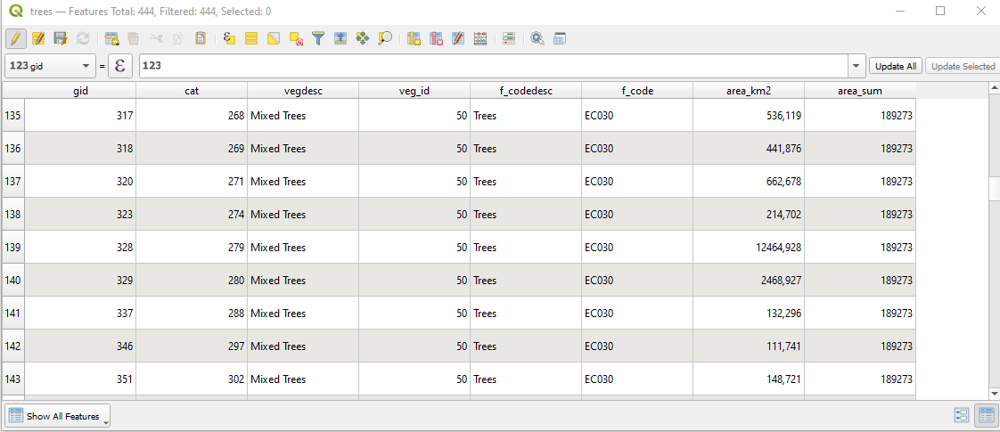 trees — Features Total: 444, Filtered: 444, Selected: 0
123 gid = ε 123 Update All Update Selected
gid cat vegdesc veg_id f_codedesc f_code area_km2 area_sum
135 317 268 Mixed Trees 50 Trees EC030 536,119 189273
136 318 269 Mixed Trees 50 Trees EC030 441,876 189273
137 320 271 Mixed Trees 50 Trees EC030 662,678 189273
138 323 274 Mixed Trees 50 Trees EC030 214,702 189273
139 328 279 Mixed Trees 50 Trees EC030 12464,928 189273
140 329 280 Mixed Trees 50 Trees EC030 2468,927 189273
141 337 288 Mixed Trees 50 Trees EC030 132,296 189273
142 346 297 Mixed Trees 50 Trees EC030 111,741 189273
143 351 302 Mixed Trees 50 Trees EC030 148,721 189273
Show All Features